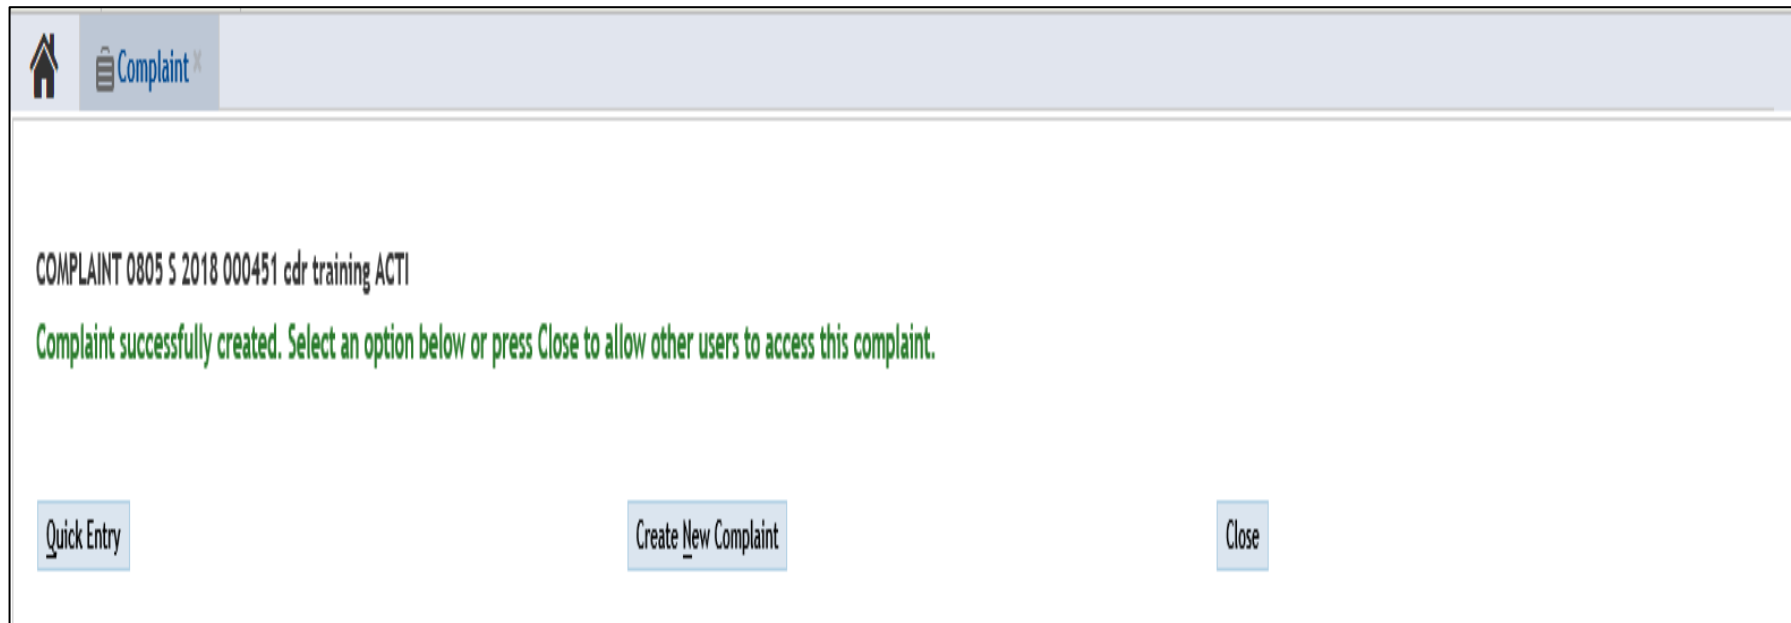 Complaint x
COMPLAINT 0805 S 2018 000451 cdr training ACTI
Complaint successfully created. Select an option below or press Close to allow other users to access this complaint.
Quick Entry
Create New Complaint
Close